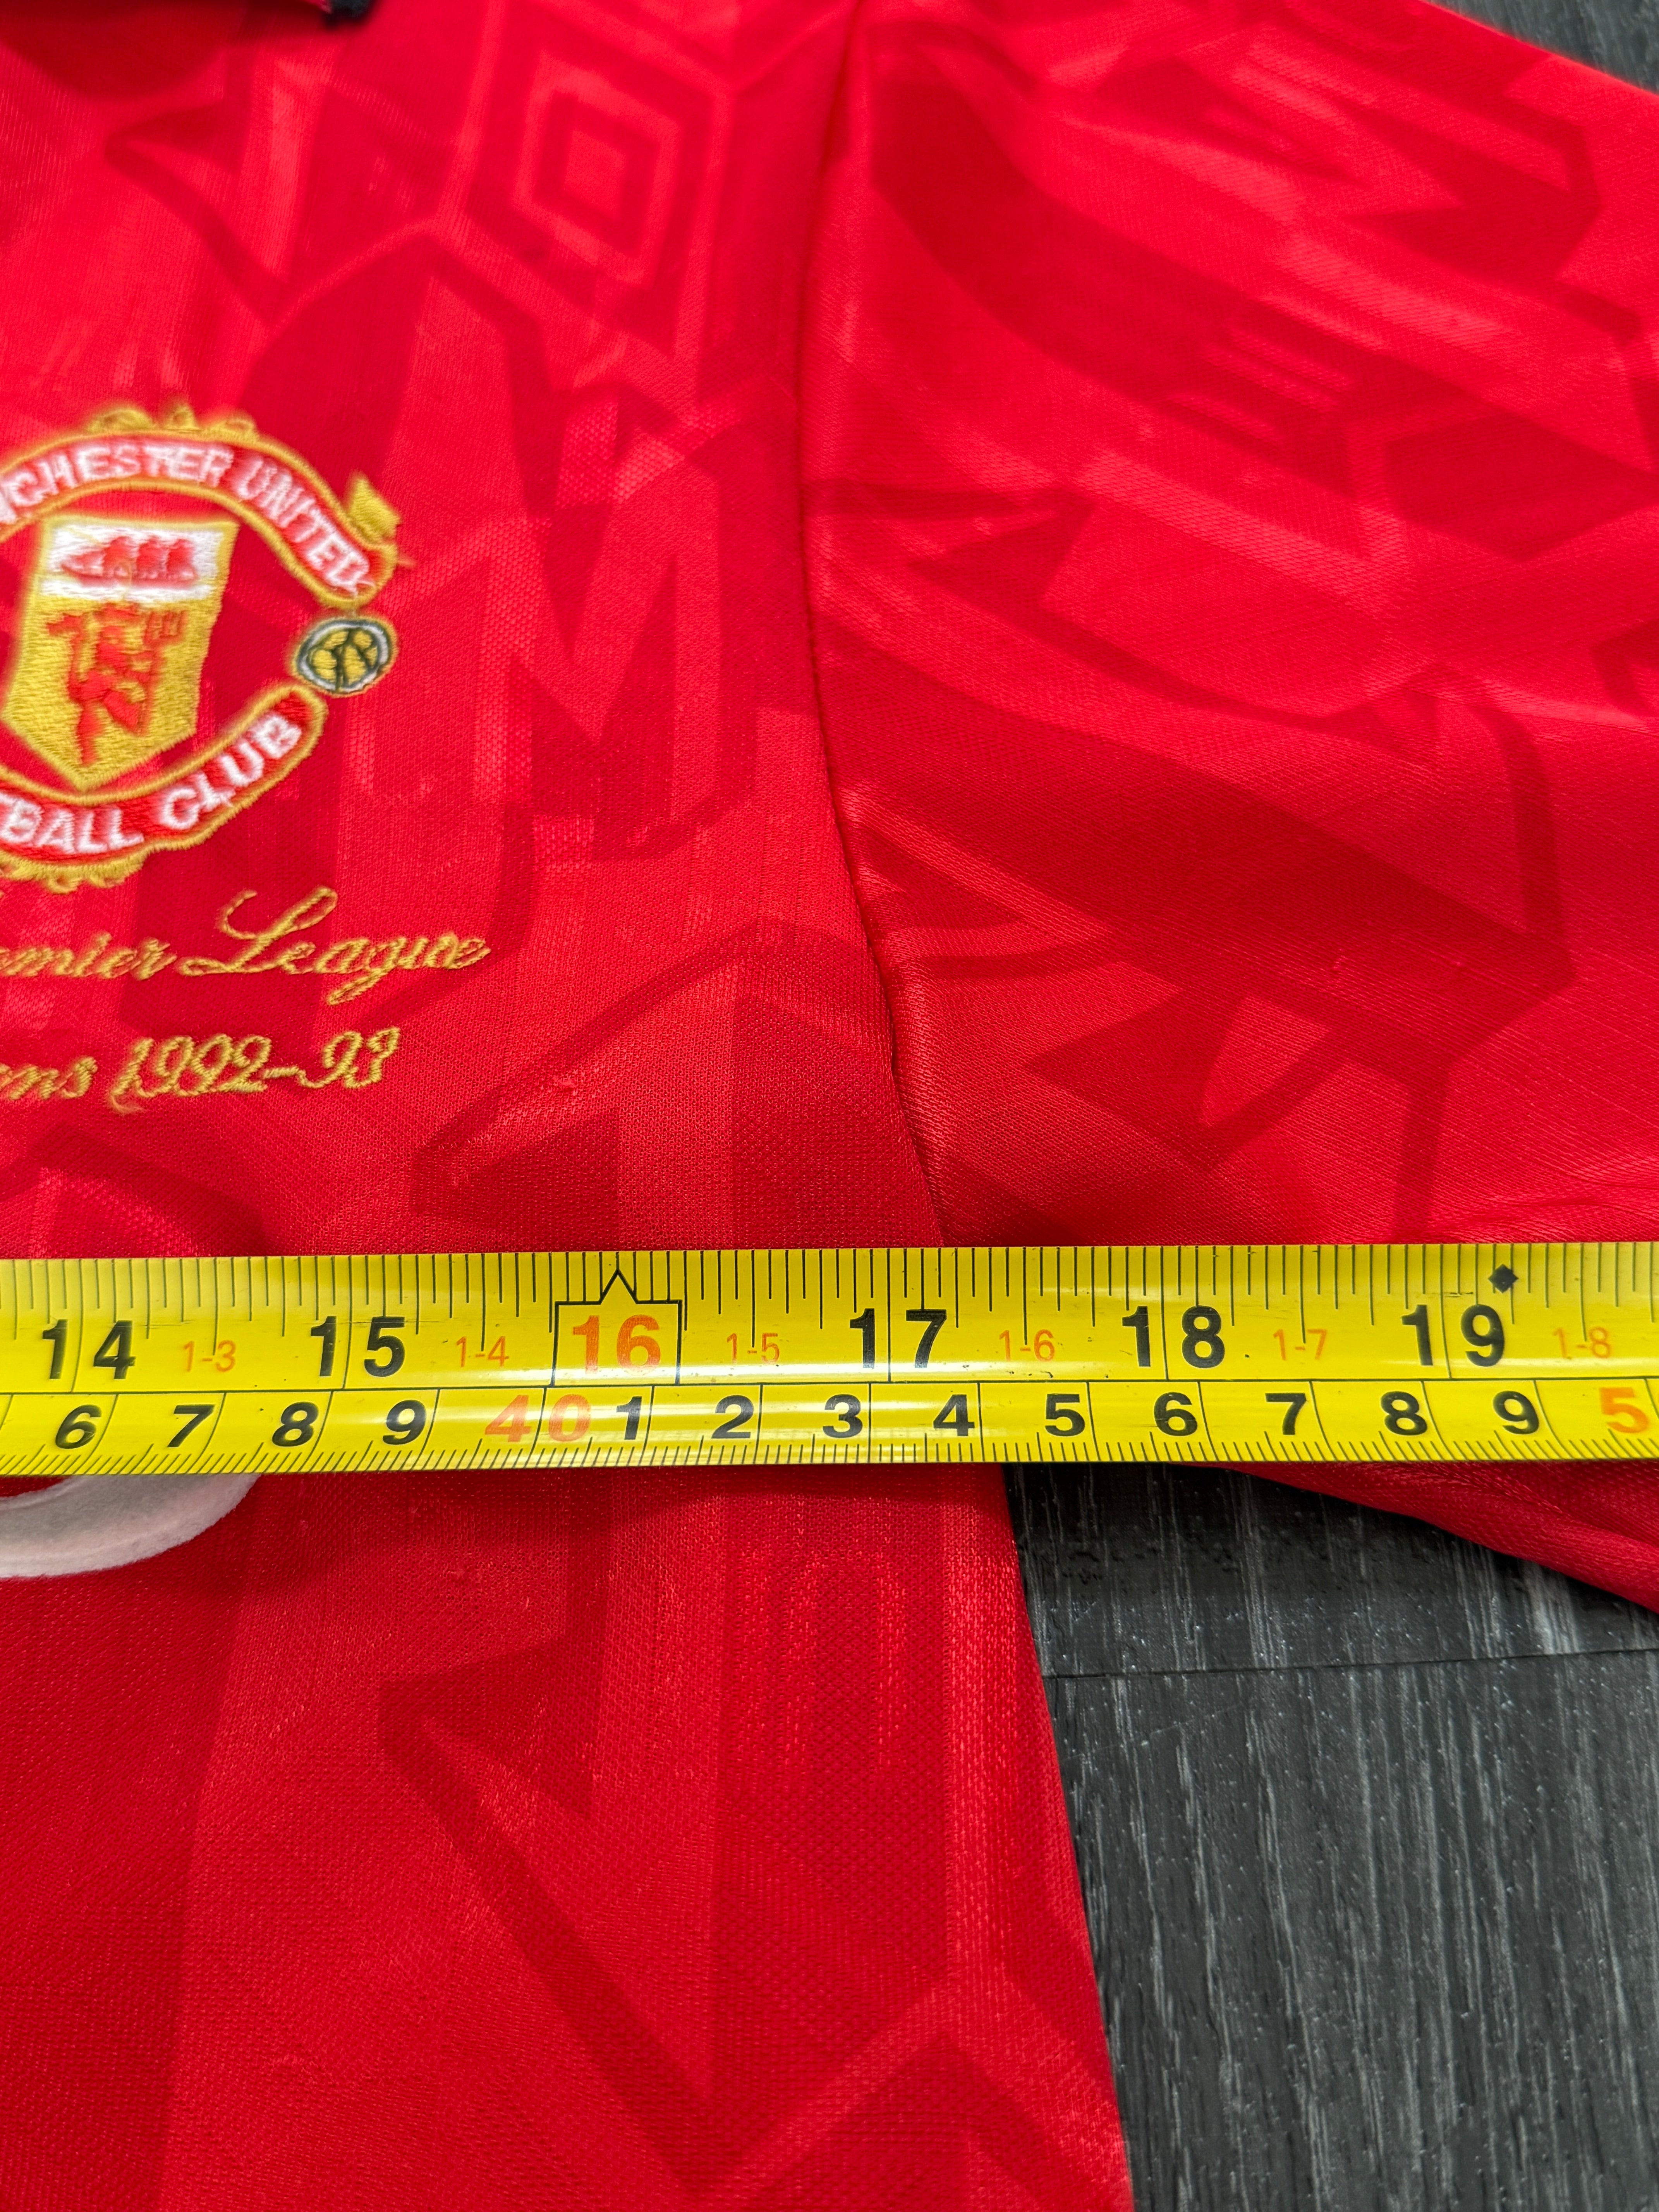 CHESTER UNITED
TBALL CLUB
emier League
ons 1992-93
14 1-3 15 1-4 16 1-5 17 1-6 18 1-7 19 1-8
6 7 8 9 40 1 2 3 4 5 6 7 8 9 5